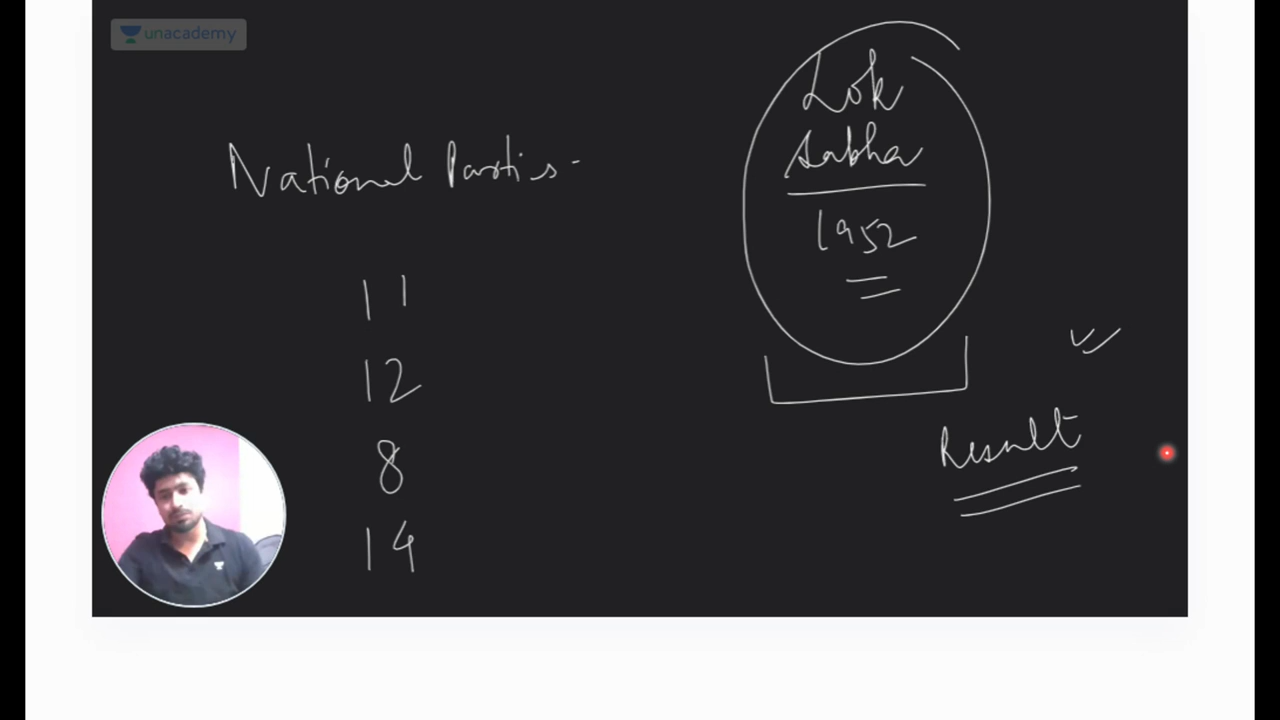 unacademy
National Parties -
11
12
8
14
Lok
Sabha
1952
Result